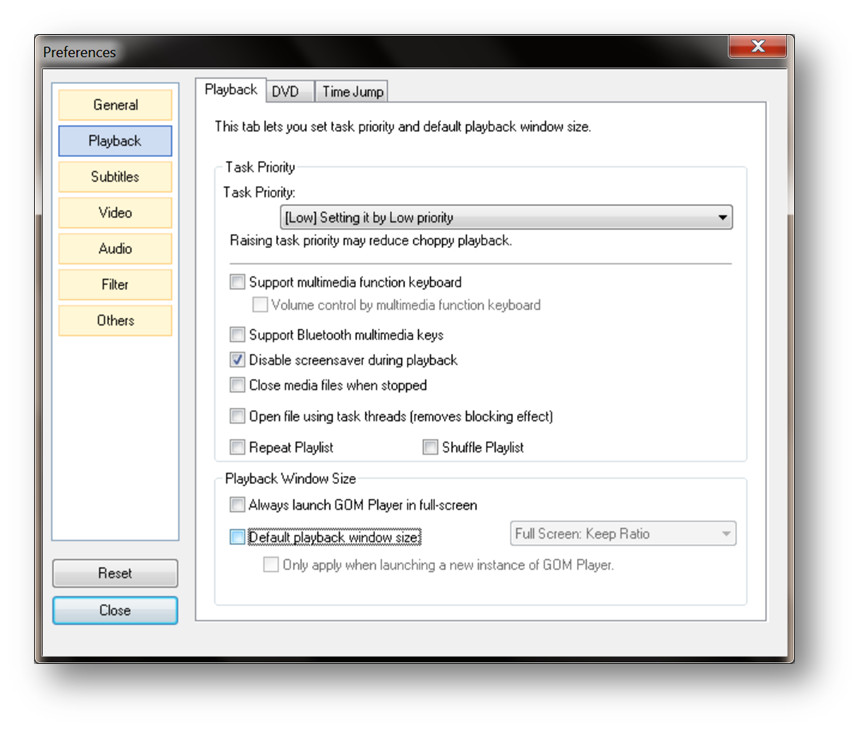 Preferences
General
Playback
Subtitles
Video
Audio
Filter
Others
Reset
Close
Playback DVD Time Jump
This tab lets you set task priority and default playback window size.
Task Priority
Task Priority:
[Low] Setting it by Low priority
Raising task priority may reduce choppy playback.
Support multimedia function keyboard
Volume control by multimedia function keyboard
Support Bluetooth multimedia keys
Disable screensaver during playback
Close media files when stopped
Open file using task threads (removes blocking effect)
Repeat Playlist Shuffle Playlist
Playback Window Size
Always launch GOM Player in full-screen
Default playback window size: Full Screen: Keep Ratio
Only apply when launching a new instance of GOM Player.